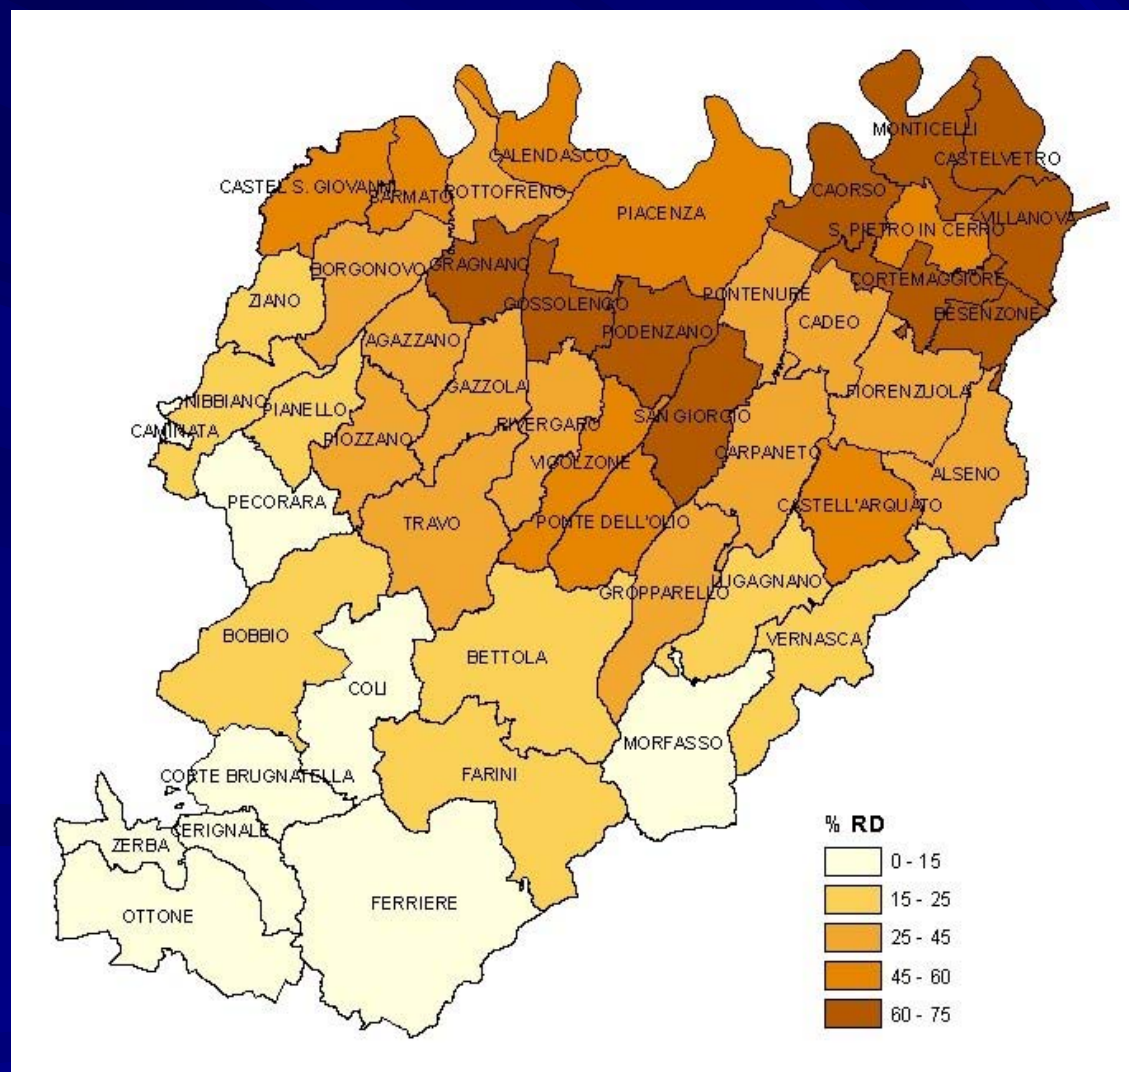 MONTICELLI
CALENDASCO
CASTELVETRO
CASTEL S. GIOVANNI
SARMATO
ROTTOFRENO
CAORSO
PIACENZA
VILLANOVA
S. PIETRO IN CERRO
GRAGNANO
BORGONOVO
CORTEMAGGIORE
ZIANO
GOSSOLENGO
PONTENURE
BESENZONE
PODENZANO
CADEO
AGAZZANO
GAZZOLA
FIORENZUOLA
NIBBIANO
PIANELLO
SAN GIORGIO
RIVERGARO
CAMINATA
PIOZZANO
CARPANETO
VIGOLZONE
ALSENO
PECORARA
CASTELL'ARQUATO
TRAVO
PONTE DELL'OLIO
LUGAGNANO
GROPPARELLO
BOBBIO
VERNASCA
BETTOLA
COLI
MORFASSO
CORTE BRUGNATELLA
FARINI
CERIGNALE
ZERBA
FERRIERE
OTTONE
% RD
0 - 15
15 - 25
25 - 45
45 - 60
60 - 75